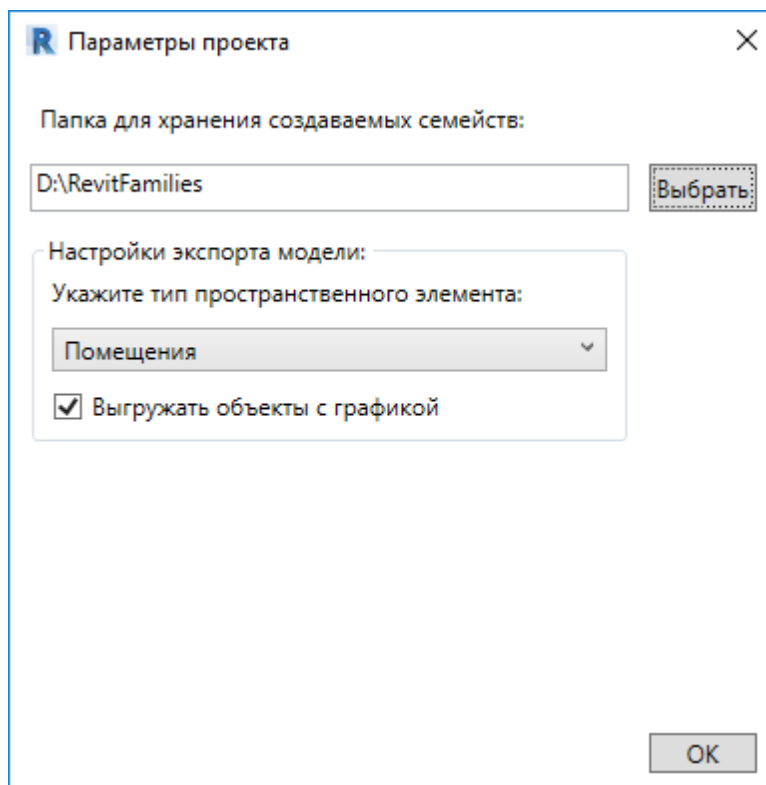 Параметры проекта
Папка для хранения создаваемых семейств:
D:\RevitFamilies
Выбрать
Настройки экспорта модели:
Укажите тип пространственного элемента:
Помещения
Выгружать объекты с графикой
OK